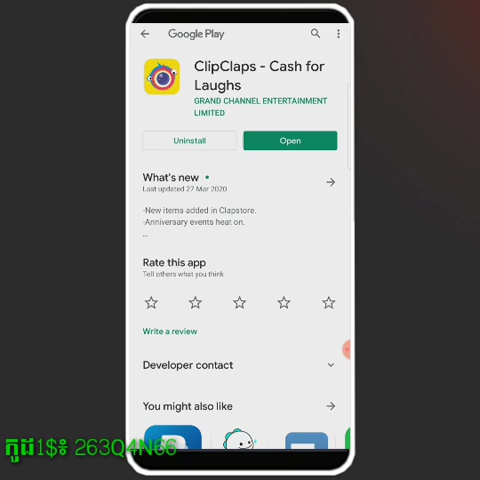 Google Play
ClipClaps - Cash for
Laughs
GRAND CHANNEL ENTERTAINMENT
LIMITED
Uninstall
Open
What's new
Last updated 27 Mar 2020
-New items added in Clapstore.
-Anniversary events heat on.
...
Rate this app
Tell others what you think
Write a review
Developer contact
You might also like
កូដ1$៖ 263Q4N66